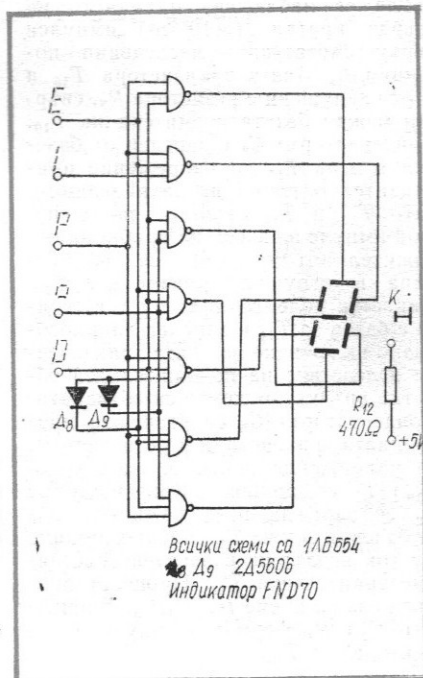 E
L
P
o
D
Д8
Д9
K
R12
470Ω
+5V
Всички схеми са 1ЛБ554
Д9 2Д5606
Индикатор FND70